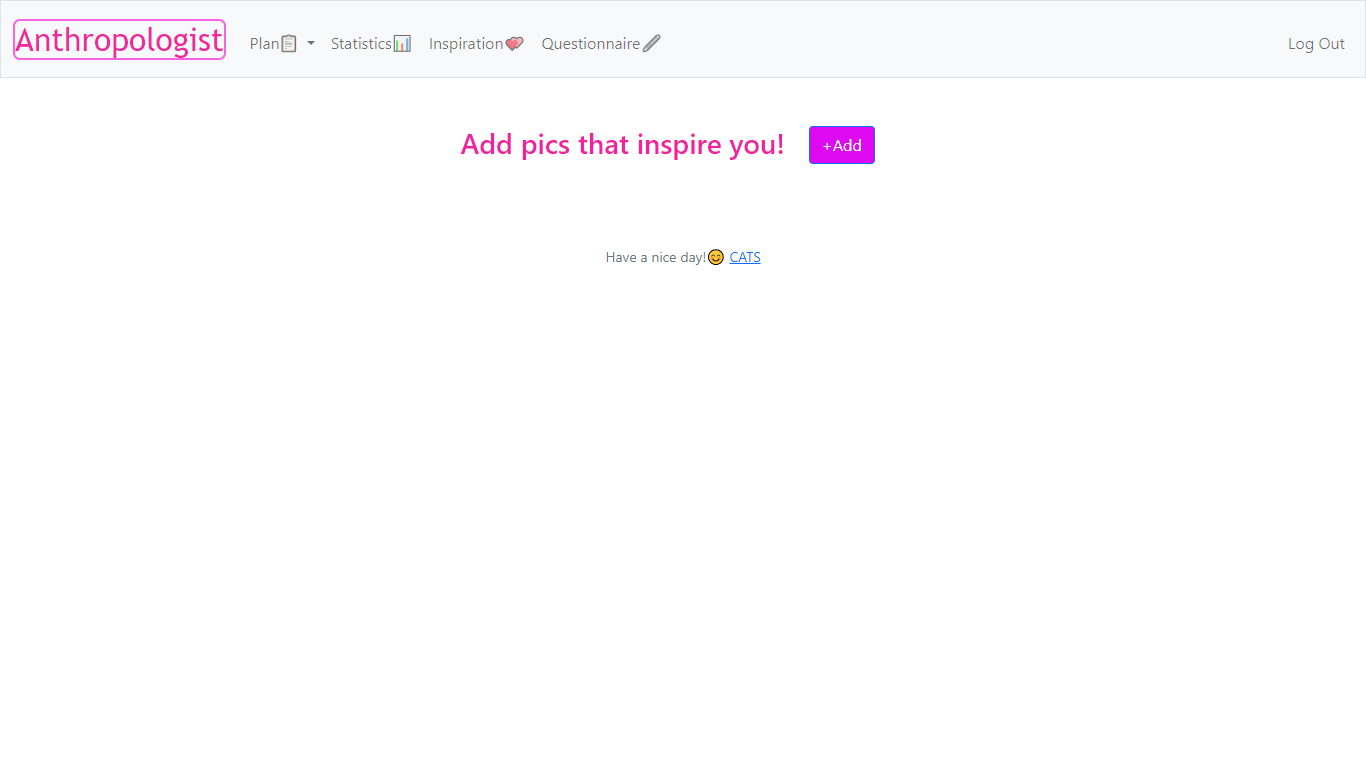 Anthropologist Plan📋 Statistics📊 Inspiration💞 Questionnaire🖊 Log Out
Add pics that inspire you! +Add
Have a nice day!😊 CATS